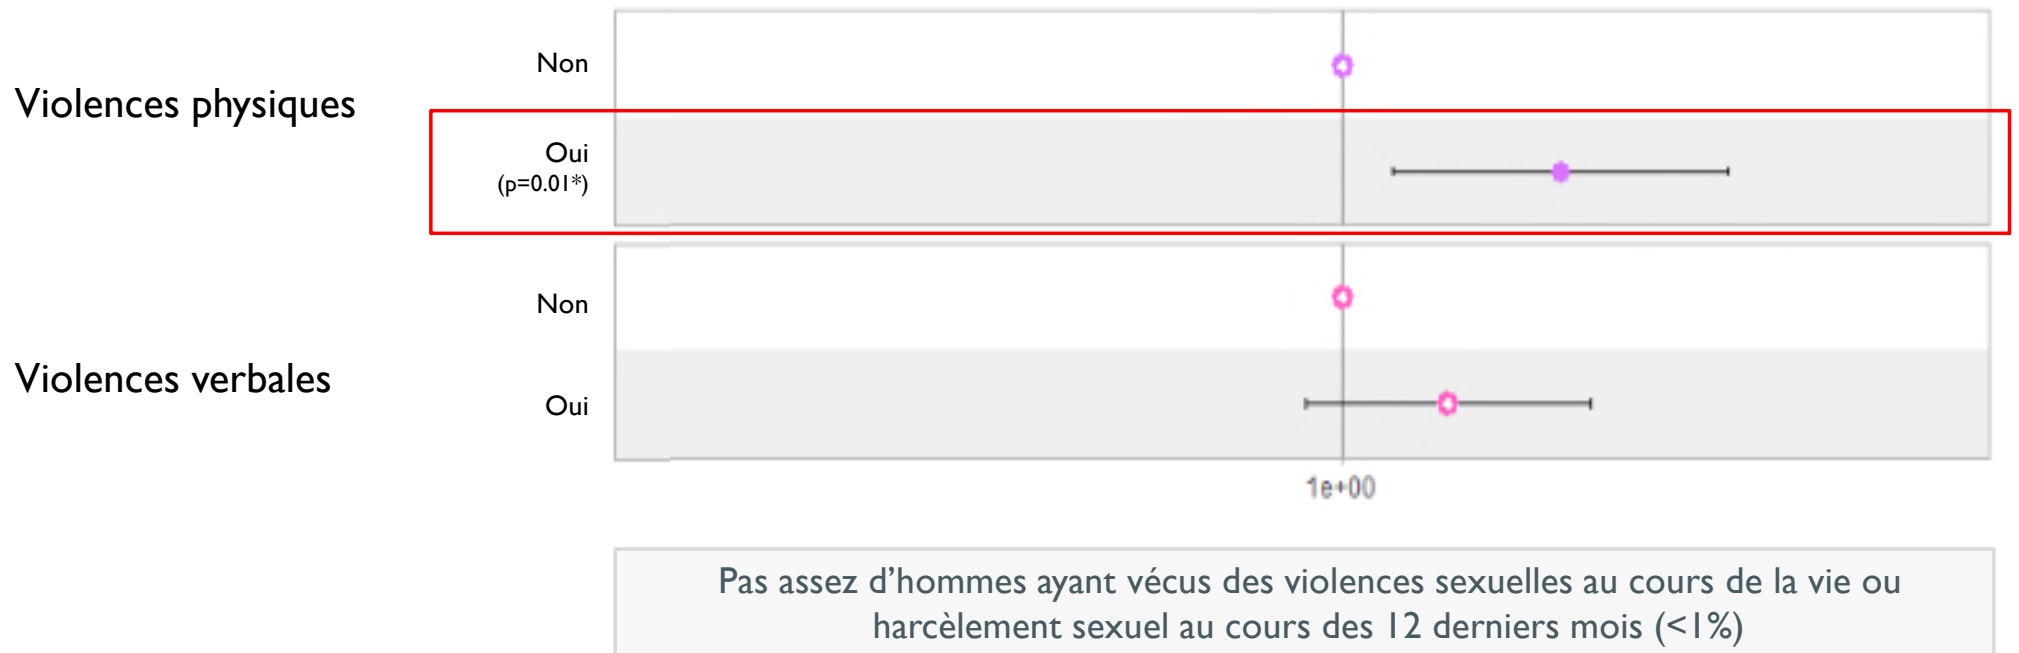 Violences physiques
Non
Oui
(p=0.01*)
Violences verbales
Non
Oui
1e+00
Pas assez d’hommes ayant vécus des violences sexuelles au cours de la vie ou
harcèlement sexuel au cours des 12 derniers mois (<1%)